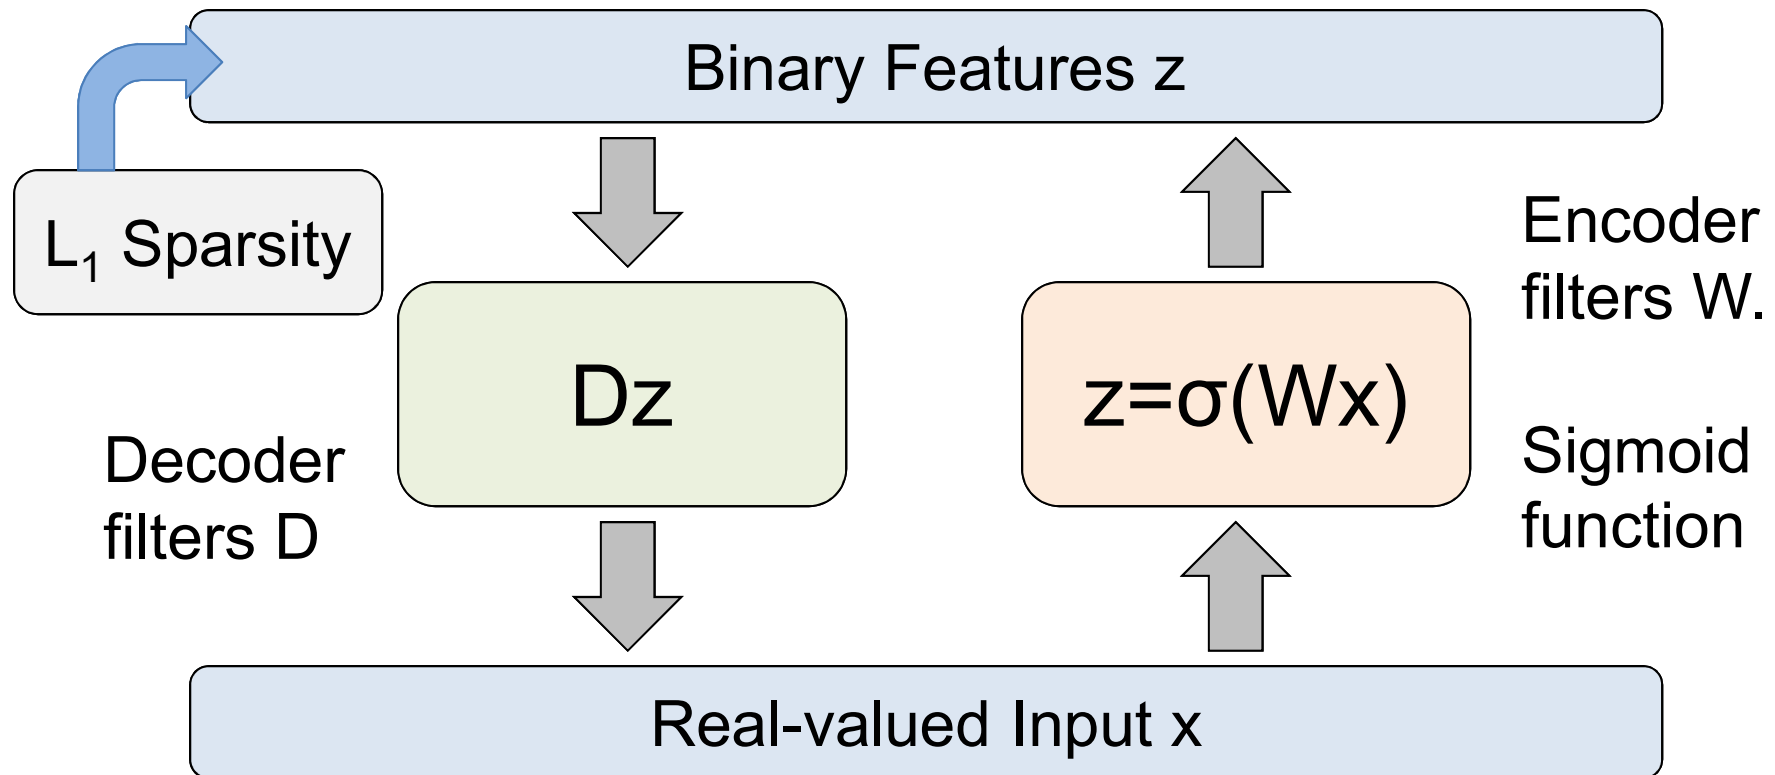 Binary Features z
L₁ Sparsity
Encoder
filters W.
Dz
z=σ(Wx)
Decoder
filters D
Sigmoid
function
Real-valued Input x